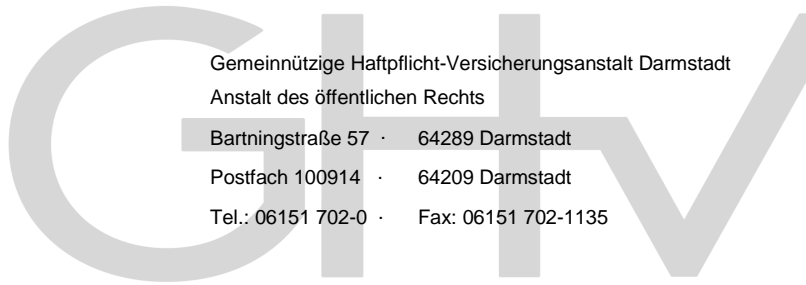 GHV
Gemeinnützige Haftpflicht-Versicherungsanstalt Darmstadt
Anstalt des öffentlichen Rechts
Bartningstraße 57 · 64289 Darmstadt
Postfach 100914 · 64209 Darmstadt
Tel.: 06151 702-0 · Fax: 06151 702-1135